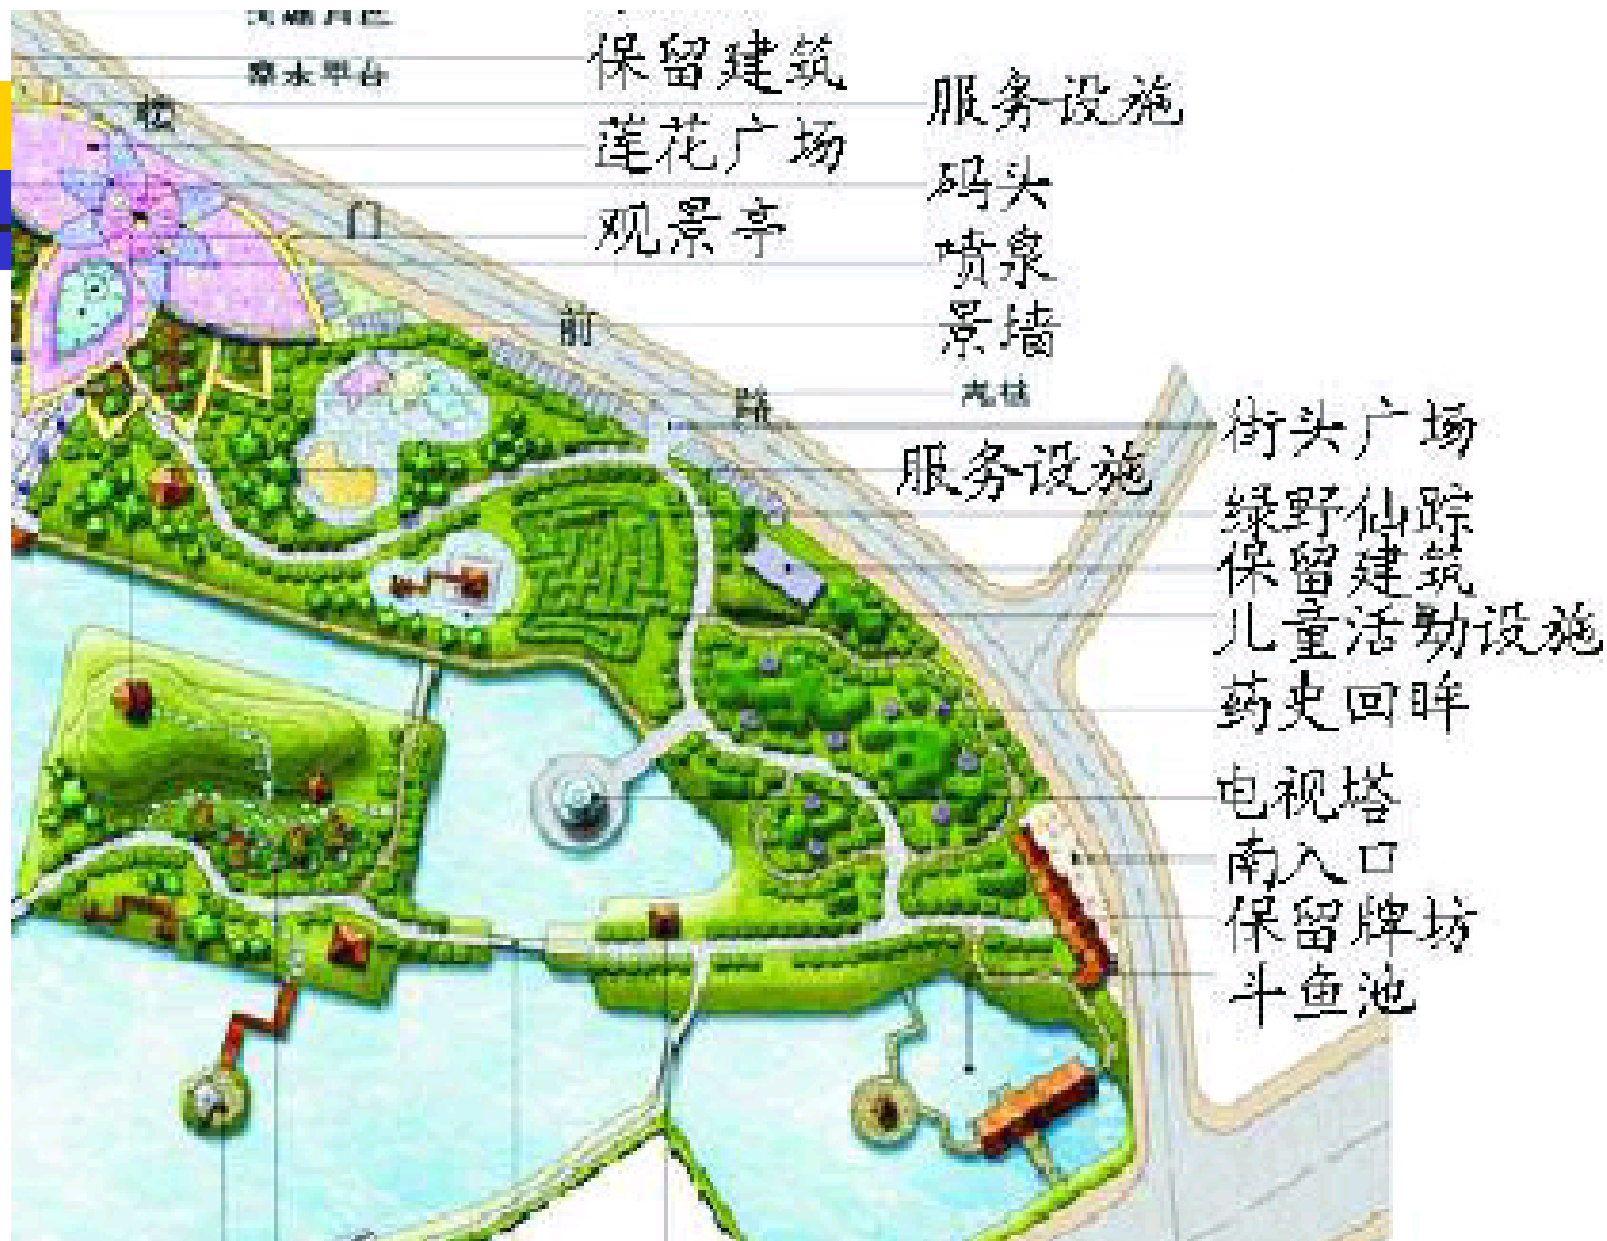 保留建筑
服务设施
莲花广场
码头
观景亭
喷泉
景墙
门
前
路
街头广场
服务设施
绿野仙踪
保留建筑
儿童活动设施
药史回眸
电视塔
南入口
保留牌坊
斗鱼池